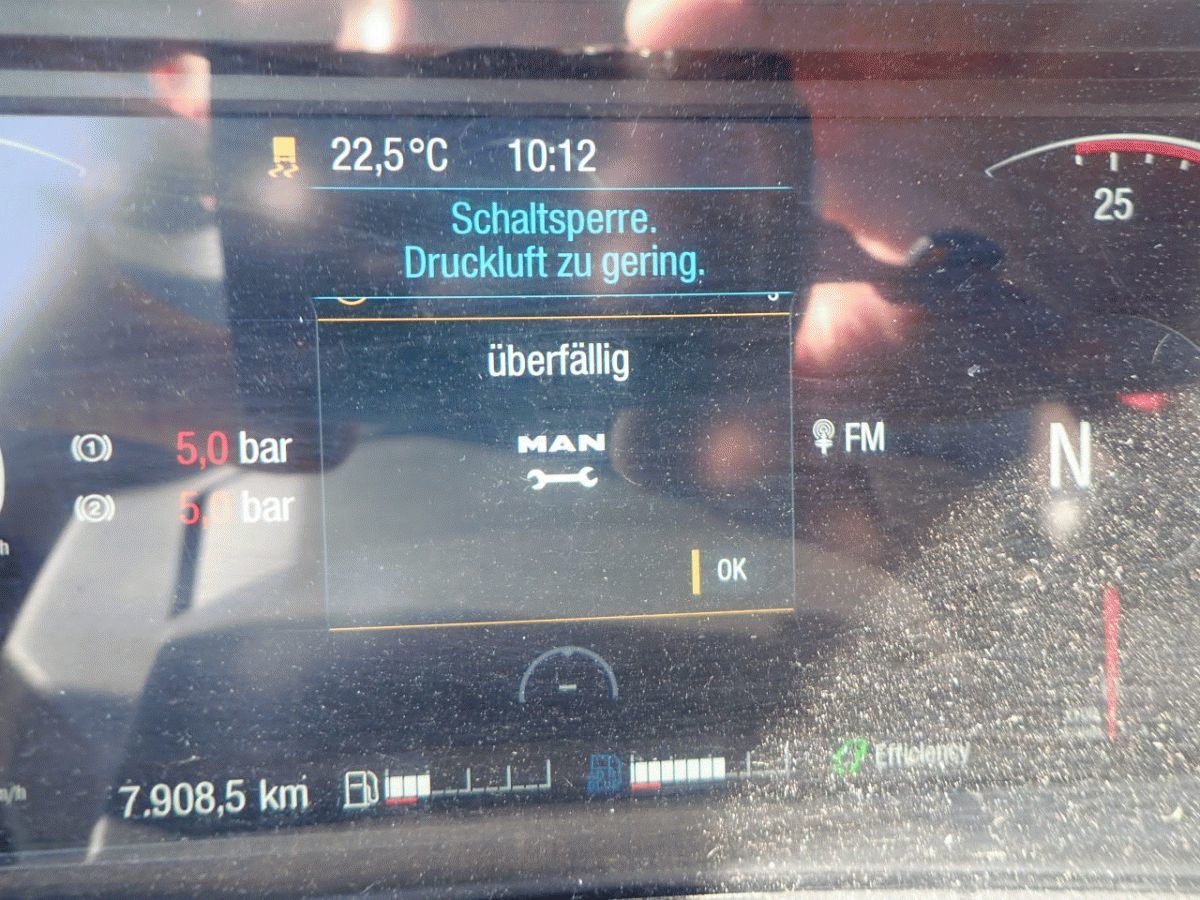 22,5°C 10:12
25
Schaltsperre.
Druckluft zu gering.
überfällig
1 5,0 bar
MAN
FM
N
2 5,0 bar
OK
7.908,5 km
Efficiency